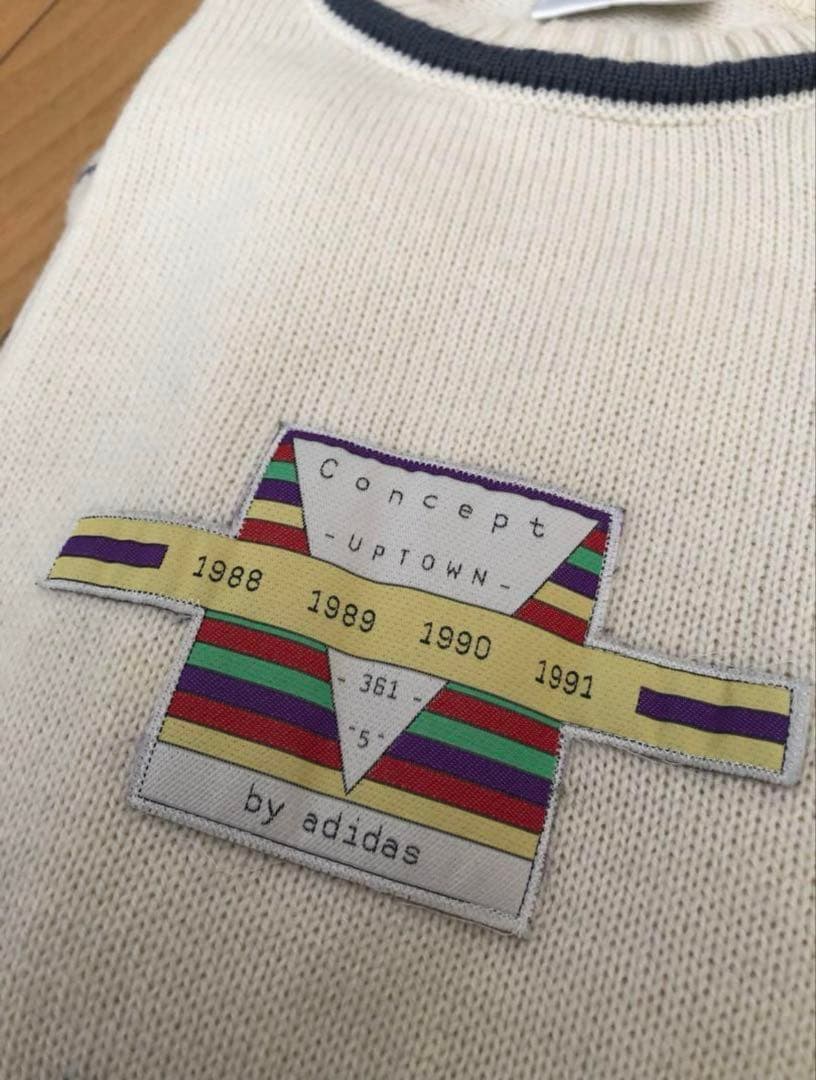 Concept
-UPTOWN-
1988 1989 1990 1991
- 361 -
"5"
by adidas